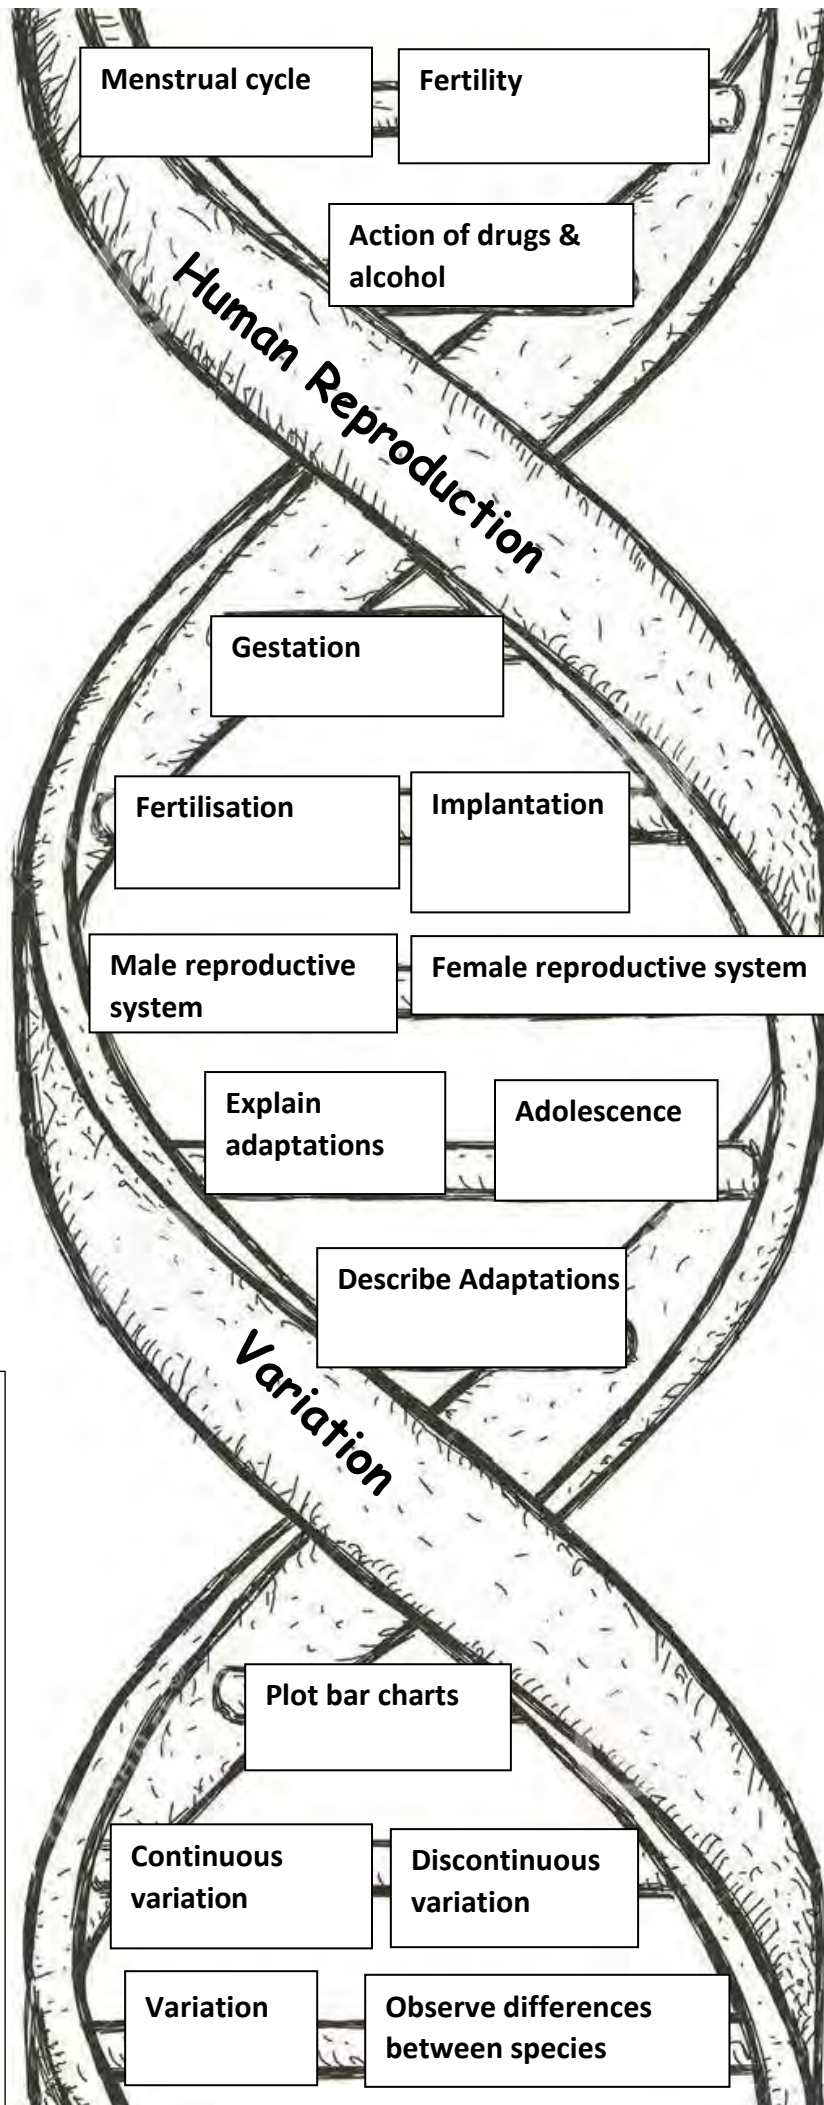 Menstrual cycle
Fertility
Action of drugs &
alcohol
Human Reproduction
Gestation
Fertilisation
Implantation
Male reproductive
system
Female reproductive system
Explain
adaptations
Adolescence
Describe Adaptations
Variation
Plot bar charts
Continuous
variation
Discontinuous
variation
Variation
Observe differences
between species